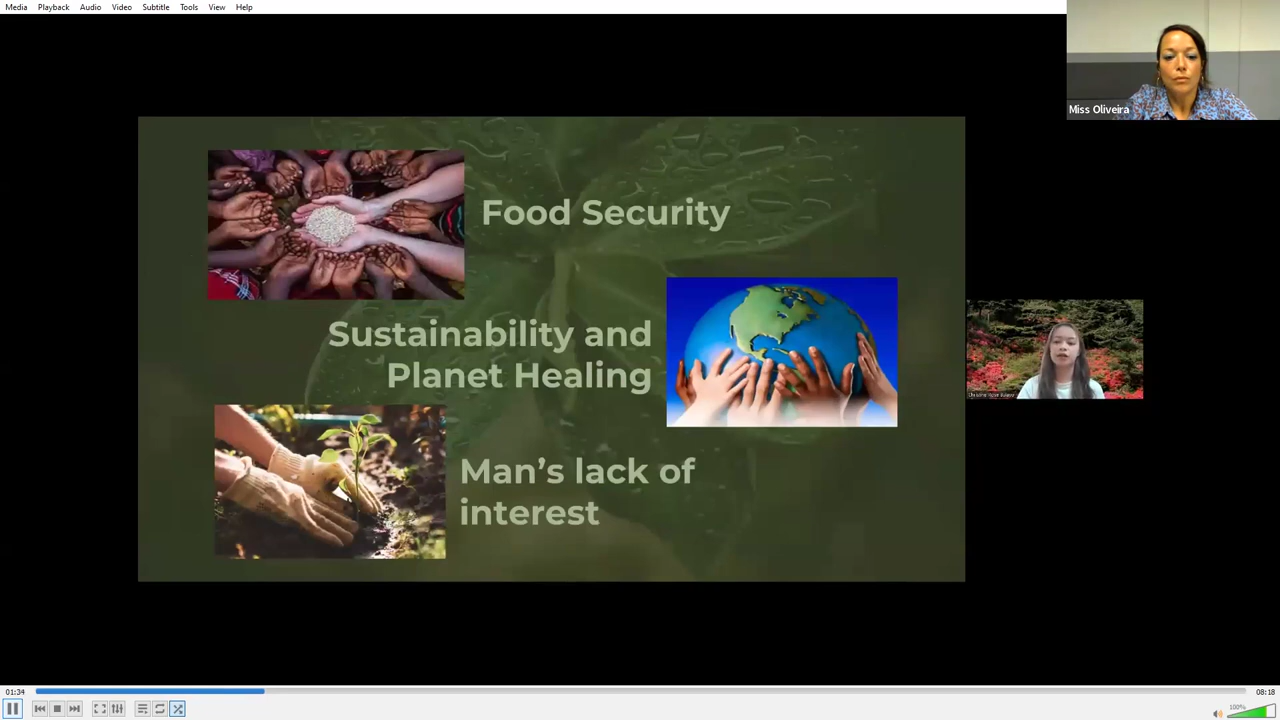 Media Playback Audio Video Subtitle Tools View Help
Miss Oliveira
Food Security
Sustainability and
Planet Healing
Man's lack of
interest
01:34
08:18
100%